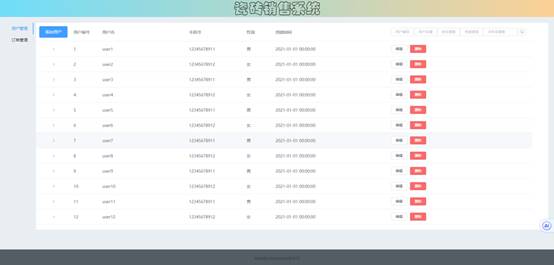 瓷砖销售系统
用户管理
订单管理
添加用户 用户编号 用户名 手机号 性别 创建时间
1 user1 12345678911 男 2021-01-01 00:00:00 编辑 删除
2 user2 12345678912 女 2021-01-01 00:00:00 编辑 删除
3 user3 12345678911 男 2021-01-01 00:00:00 编辑 删除
4 user4 12345678912 女 2021-01-01 00:00:00 编辑 删除
5 user5 12345678911 男 2021-01-01 00:00:00 编辑 删除
6 user6 12345678912 女 2021-01-01 00:00:00 编辑 删除
7 user7 12345678911 男 2021-01-01 00:00:00 编辑 删除
8 user8 12345678912 女 2021-01-01 00:00:00 编辑 删除
9 user9 12345678911 男 2021-01-01 00:00:00 编辑 删除
10 user10 12345678912 女 2021-01-01 00:00:00 编辑 删除
11 user11 12345678911 男 2021-01-01 00:00:00 编辑 删除
12 user12 12345678912 女 2021-01-01 00:00:00 编辑 删除